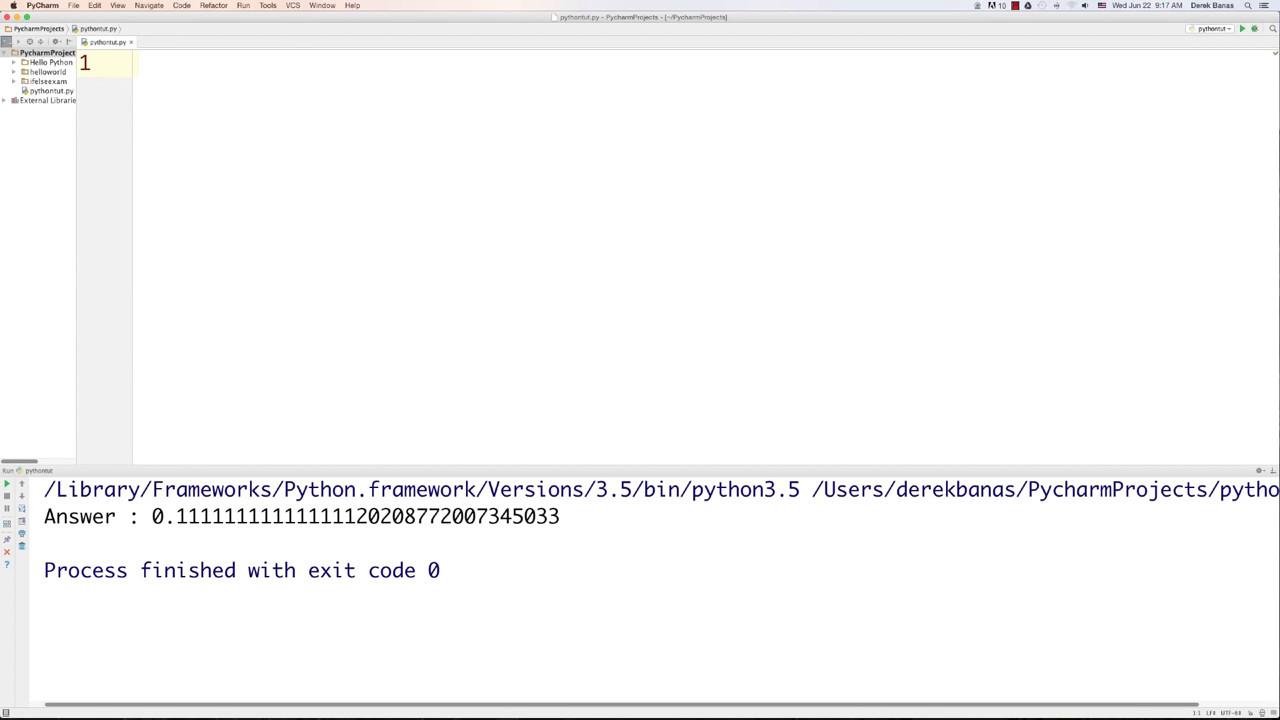 PyCharm File Edit View Navigate Code Refactor Run Tools VCS Window Help 10 Wed Jun 22 9:17 AM Derek Banas
pythontut.py - PycharmProjects - [~/PycharmProjects]
PycharmProjects pythontut.py pythontut
pythontut.py
PycharmProject
1
Hello Python
helloworld
ifelseexam
pythontut.py
External Librarie
Run pythontut
/Library/Frameworks/Python.framework/Versions/3.5/bin/python3.5 /Users/derekbanas/PycharmProjects/pytho
Answer : 0.11111111111111120208772007345033
Process finished with exit code 0
1:1 LF÷ UTF-8÷